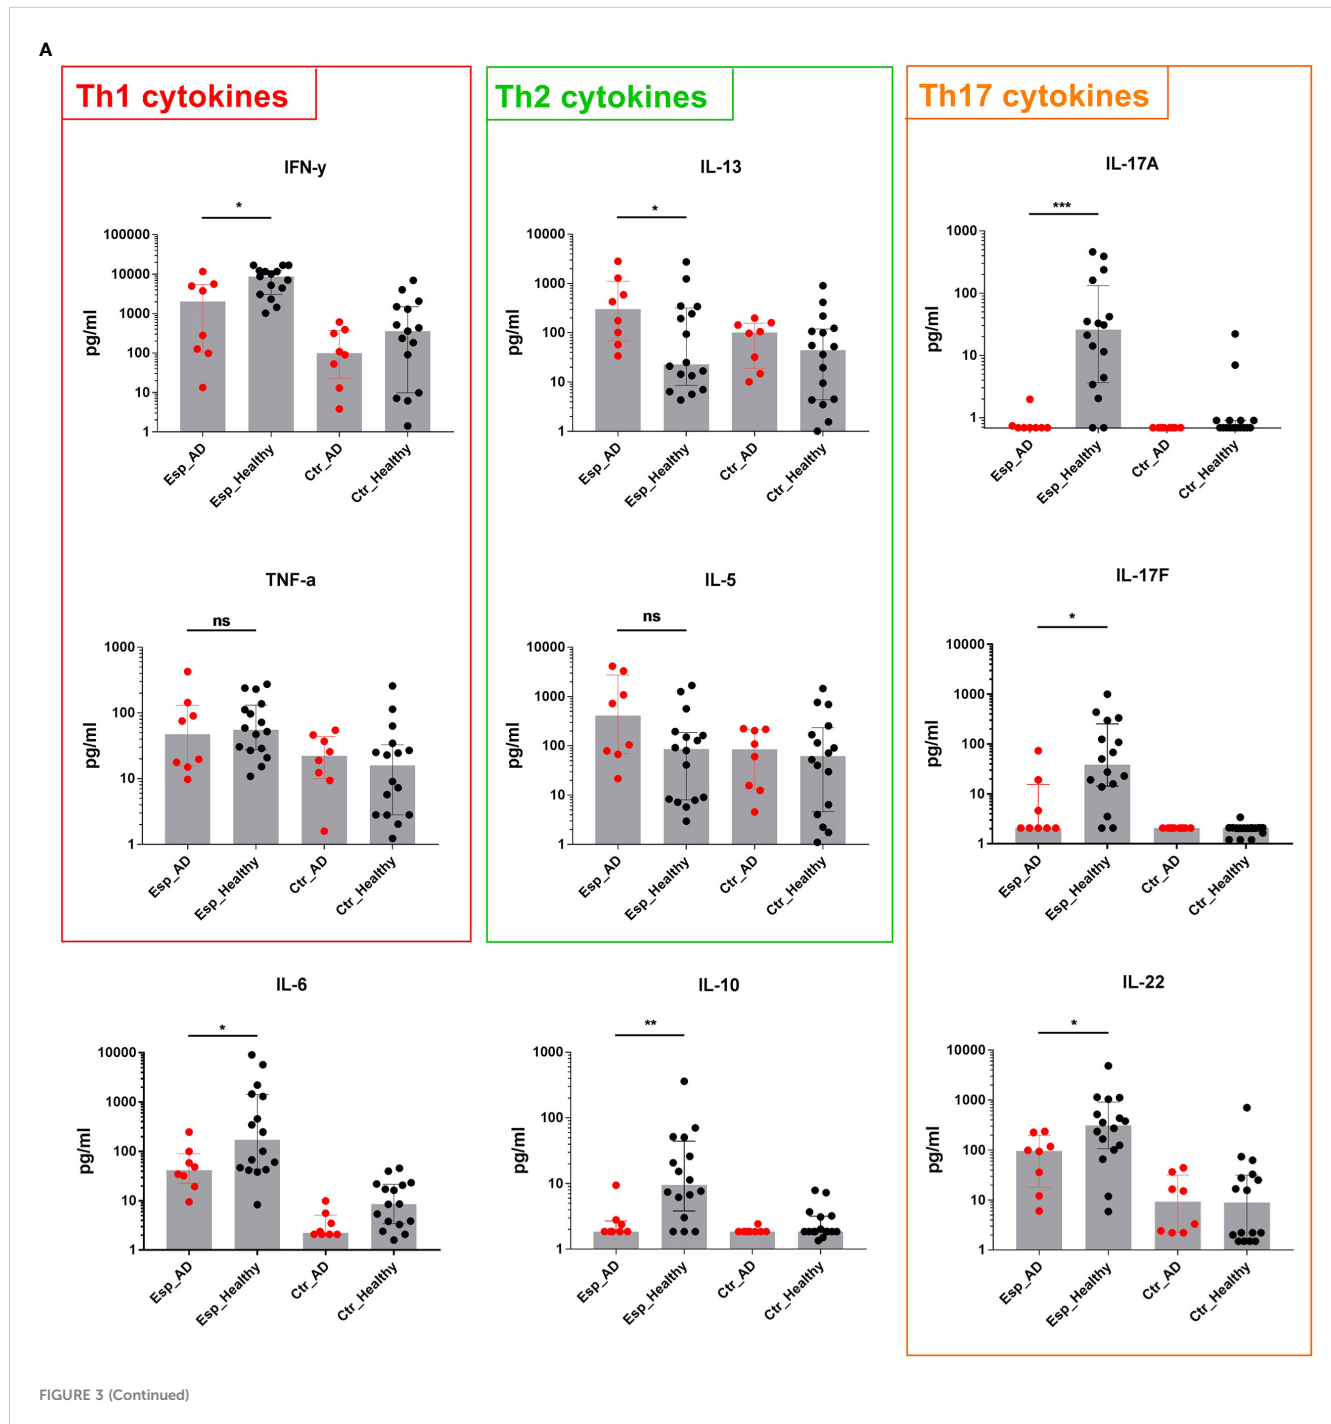 A
Th1 cytokines
Th2 cytokines
Th17 cytokines
IFN-y
*
pg/ml
100000
10000
1000
100
10
1
Esp_AD
Esp_Healthy
Ctr_AD
Ctr_Healthy
IL-13
*
pg/ml
10000
1000
100
10
1
Esp_AD
Esp_Healthy
Ctr_AD
Ctr_Healthy
IL-17A
***
pg/ml
1000
100
10
1
Esp_AD
Esp_Healthy
Ctr_AD
Ctr_Healthy
TNF-a
ns
pg/ml
1000
100
10
1
Esp_AD
Esp_Healthy
Ctr_AD
Ctr_Healthy
IL-5
ns
pg/ml
10000
1000
100
10
1
Esp_AD
Esp_Healthy
Ctr_AD
Ctr_Healthy
IL-17F
*
pg/ml
10000
1000
100
10
1
Esp_AD
Esp_Healthy
Ctr_AD
Ctr_Healthy
IL-6
*
pg/ml
10000
1000
100
10
1
Esp_AD
Esp_Healthy
Ctr_AD
Ctr_Healthy
IL-10
**
pg/ml
1000
100
10
1
Esp_AD
Esp_Healthy
Ctr_AD
Ctr_Healthy
IL-22
*
pg/ml
10000
1000
100
10
1
Esp_AD
Esp_Healthy
Ctr_AD
Ctr_Healthy
FIGURE 3 (Continued)